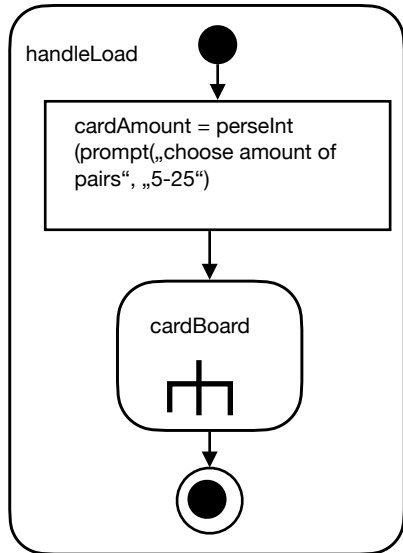 handleLoad
cardAmount = perseInt
(prompt(„choose amount of
pairs“, „5-25“)
cardBoard